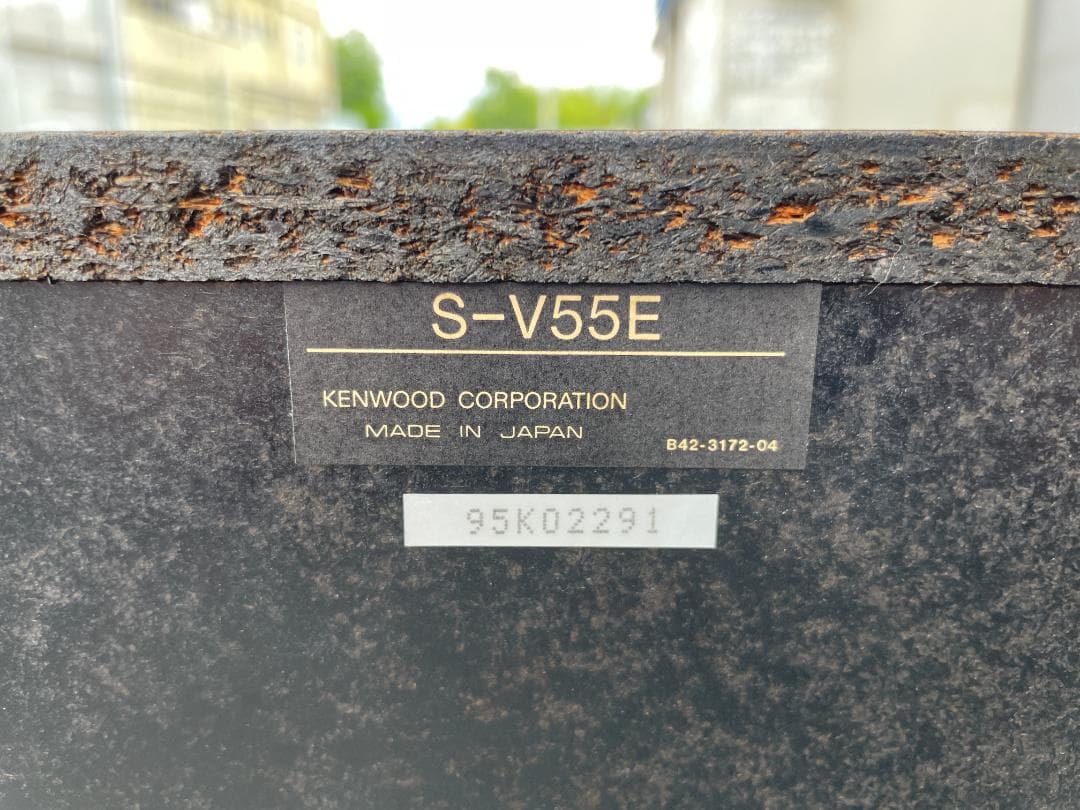 S-V55E
KENWOOD CORPORATION
MADE IN JAPAN
B42-3172-04
95K02291